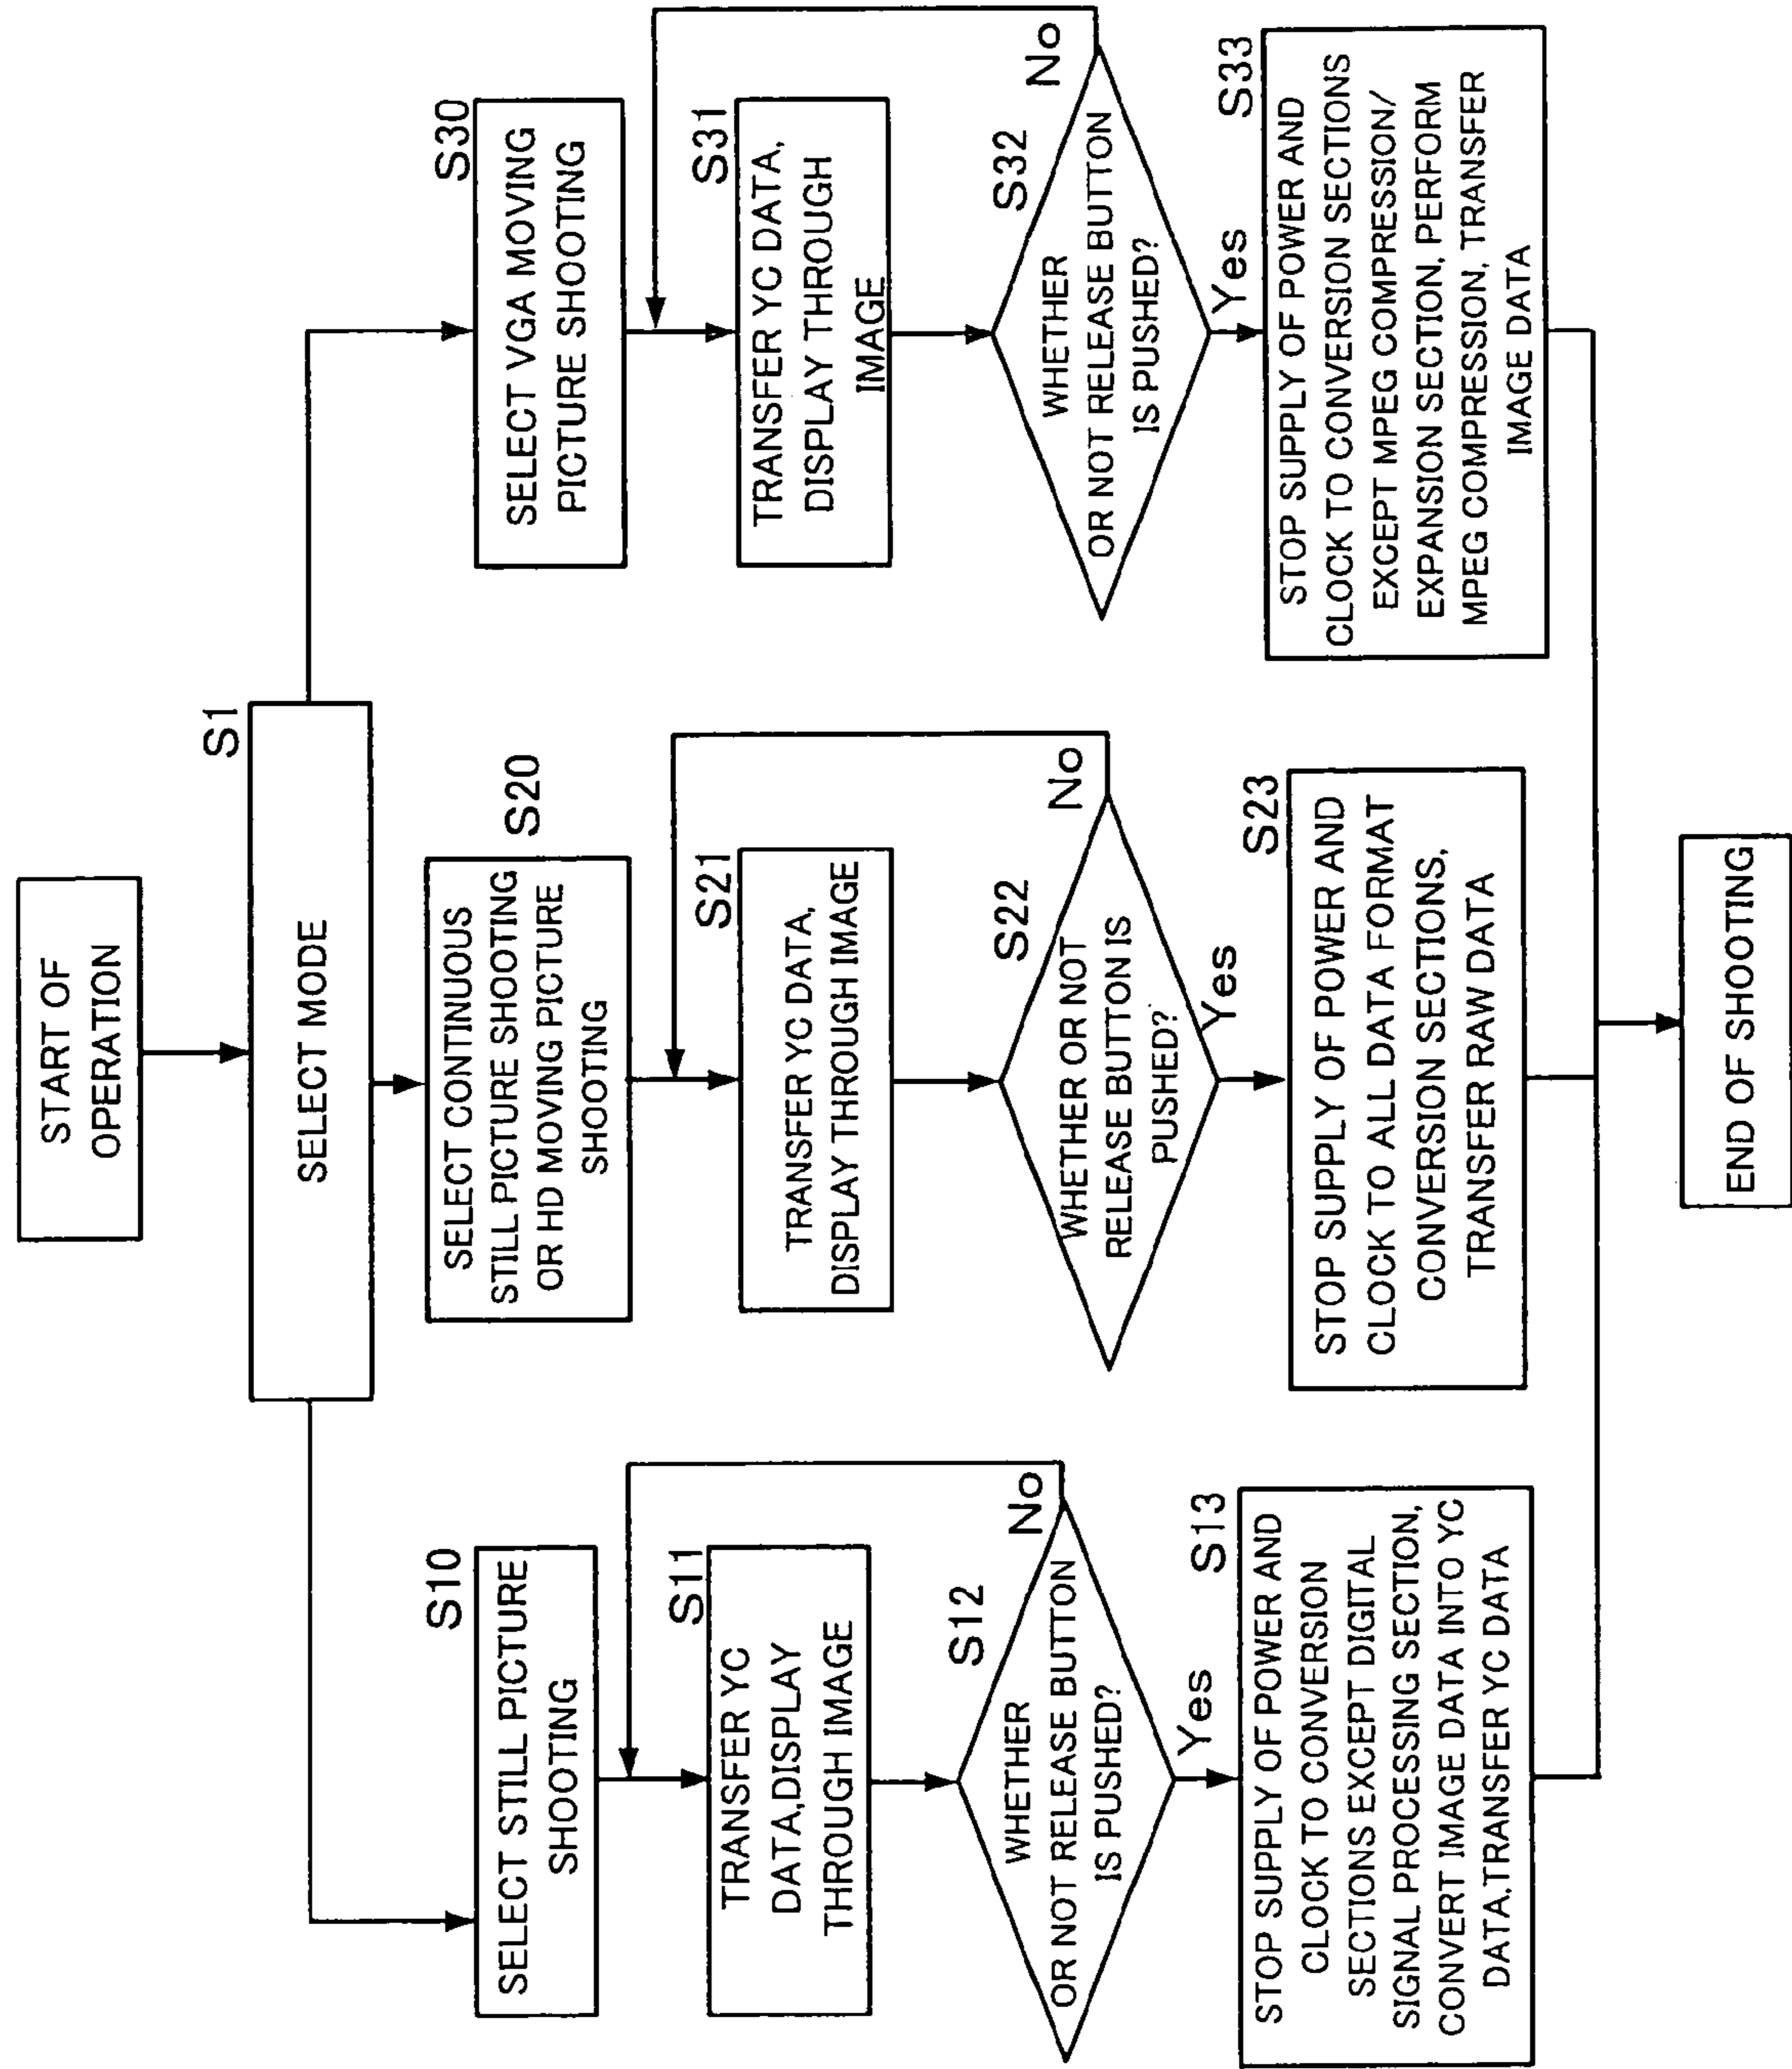 START OF
OPERATION
S1
SELECT MODE
S10
SELECT STILL PICTURE
SHOOTING
S11
TRANSFER YC
DATA,DISPLAY
THROUGH IMAGE
S12
WHETHER
OR NOT RELEASE BUTTON
IS PUSHED?
No
Yes
S13
STOP SUPPLY OF POWER AND
CLOCK TO CONVERSION
SECTIONS EXCEPT DIGITAL
SIGNAL PROCESSING SECTION,
CONVERT IMAGE DATA INTO YC
DATA,TRANSFER YC DATA
S20
SELECT CONTINUOUS
STILL PICTURE SHOOTING
OR HD MOVING PICTURE
SHOOTING
S21
TRANSFER YC DATA,
DISPLAY THROUGH IMAGE
S22
WHETHER OR NOT
RELEASE BUTTON IS
PUSHED?
No
Yes
S23
STOP SUPPLY OF POWER AND
CLOCK TO ALL DATA FORMAT
CONVERSION SECTIONS,
TRANSFER RAW DATA
S30
SELECT VGA MOVING
PICTURE SHOOTING
S31
TRANSFER YC DATA,
DISPLAY THROUGH
IMAGE
S32
WHETHER
OR NOT RELEASE BUTTON
IS PUSHED?
No
Yes
S33
STOP SUPPLY OF POWER AND
CLOCK TO CONVERSION SECTIONS
EXCEPT MPEG COMPRESSION/
EXPANSION SECTION, PERFORM
MPEG COMPRESSION, TRANSFER
IMAGE DATA
END OF SHOOTING